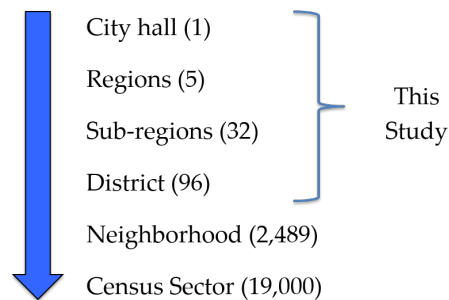 City hall (1)
Regions (5)
Sub-regions (32)
District (96)
Neighborhood (2,489)
Census Sector (19,000)
This
Study